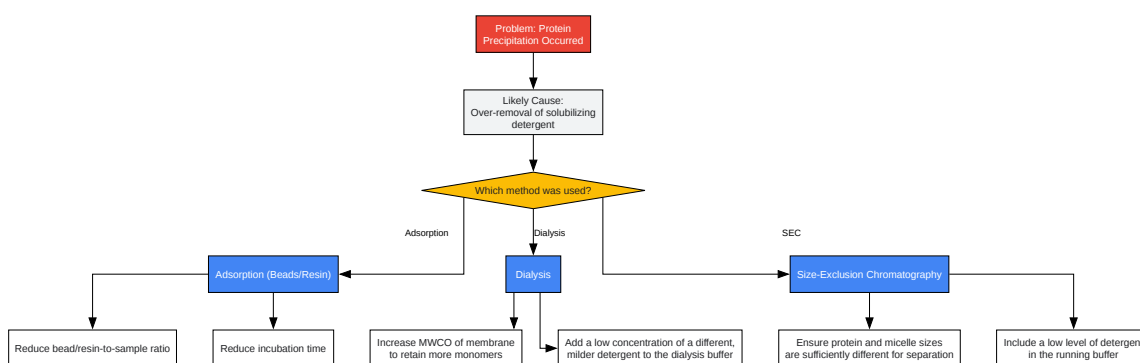 Problem: Protein
Precipitation Occurred
Likely Cause:
Over-removal of solubilizing
detergent
Which method was used?
Adsorption
Dialysis
SEC
Adsorption (Beads/Resin)
Dialysis
Size-Exclusion Chromatography
Reduce bead/resin-to-sample ratio
Reduce incubation time
Increase MWCO of membrane
to retain more monomers
Add a low concentration of a different,
milder detergent to the dialysis buffer
Ensure protein and micelle sizes
are sufficiently different for separation
Include a low level of detergent
in the running buffer